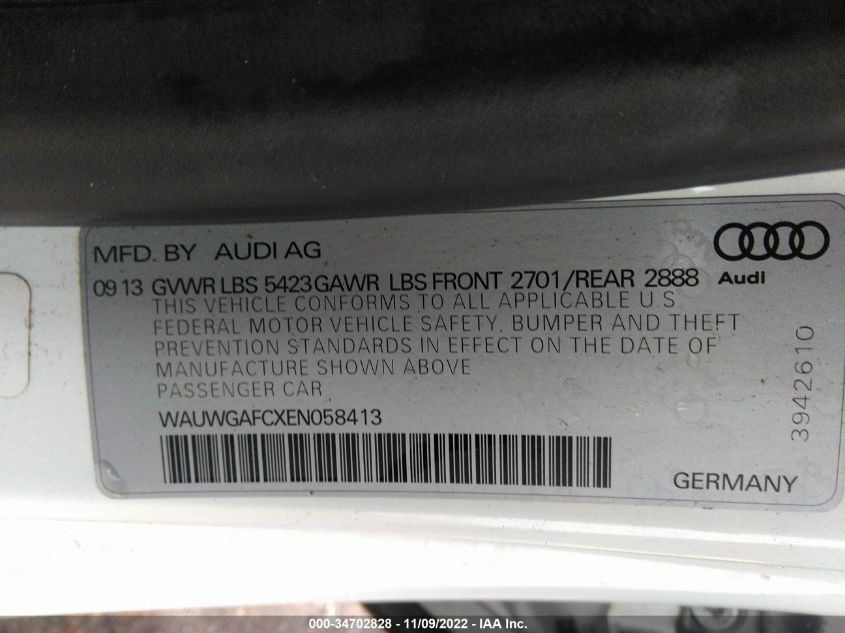 MFD. BY AUDI AG
09 13 GVWR LBS 5423 GAWR LBS FRONT 2701/REAR 2888
Audi
THIS VEHICLE CONFORMS TO ALL APPLICABLE U.S.
FEDERAL MOTOR VEHICLE SAFETY, BUMPER AND THEFT
PREVENTION STANDARDS IN EFFECT ON THE DATE OF
MANUFACTURE SHOWN ABOVE
PASSENGER CAR
WAUWGAFCXEN058413
3942610
GERMANY
000-34702828 - 11/09/2022 - IAA Inc.